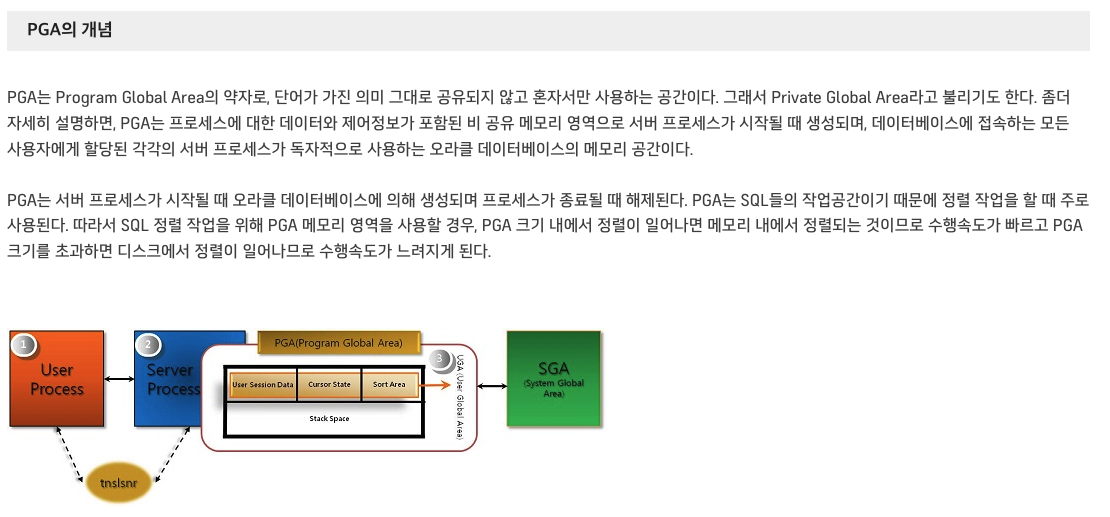 PGA의 개념
PGA는 Program Global Area의 약자로, 단어가 가진 의미 그대로 공유되지 않고 혼자서만 사용하는 공간이다. 그래서 Private Global Area라고 불리기도 한다. 좀더
자세히 설명하면, PGA는 프로세스에 대한 데이터와 제어정보가 포함된 비 공유 메모리 영역으로 서버 프로세스가 시작될 때 생성되며, 데이터베이스에 접속하는 모든
사용자에게 할당된 각각의 서버 프로세스가 독자적으로 사용하는 오라클 데이터베이스의 메모리 공간이다.
PGA는 서버 프로세스가 시작될 때 오라클 데이터베이스에 의해 생성되며 프로세스가 종료될 때 해제된다. PGA는 SQL들의 작업공간이기 때문에 정렬 작업을 할 때 주로
사용된다. 따라서 SQL 정렬 작업을 위해 PGA 메모리 영역을 사용할 경우, PGA 크기 내에서 정렬이 일어나면 메모리 내에서 정렬되는 것이므로 수행속도가 빠르고 PGA
크기를 초과하면 디스크에서 정렬이 일어나므로 수행속도가 느려지게 된다.
1
User
Process
2
Server
Process
PGA(Program Global Area)
3
User Session Data
Cursor State
Sort Area
Stack Space
UGA (User Global Area)
SGA
(System Global
Area)
tnslsnr